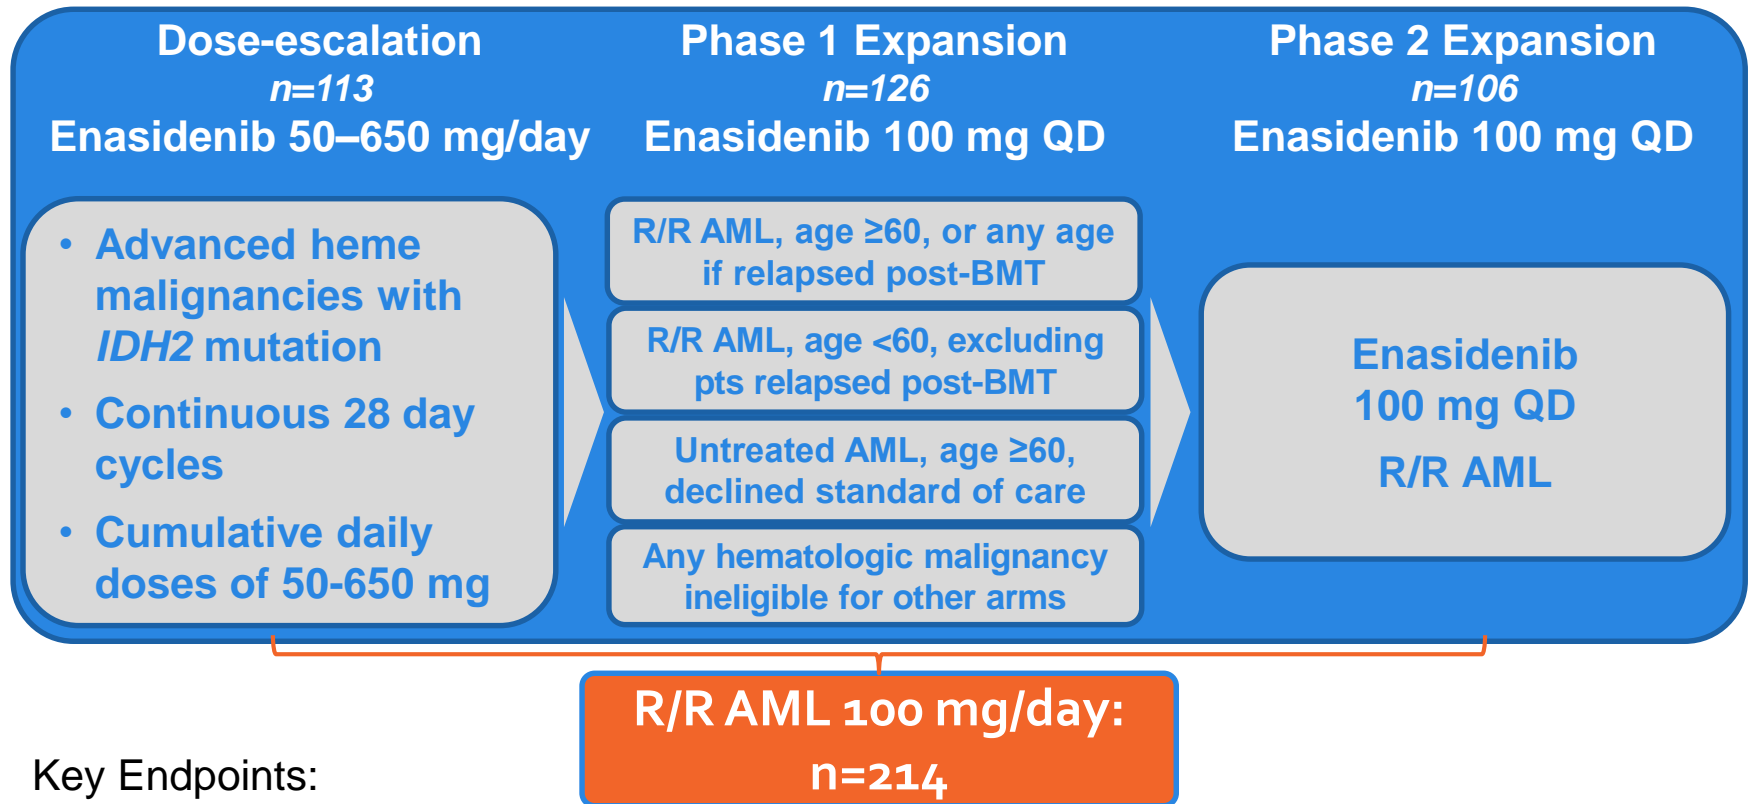 Dose-escalation
n=113
Enasidenib 50–650 mg/day
Phase 1 Expansion
n=126
Enasidenib 100 mg QD
Phase 2 Expansion
n=106
Enasidenib 100 mg QD
• Advanced heme
malignancies with
IDH2 mutation
• Continuous 28 day
cycles
• Cumulative daily
doses of 50-650 mg
R/R AML, age ≥60, or any age
if relapsed post-BMT
R/R AML, age <60, excluding
pts relapsed post-BMT
Untreated AML, age ≥60,
declined standard of care
Any hematologic malignancy
ineligible for other arms
Enasidenib
100 mg QD
R/R AML
R/R AML 100 mg/day:
n=214
Key Endpoints: